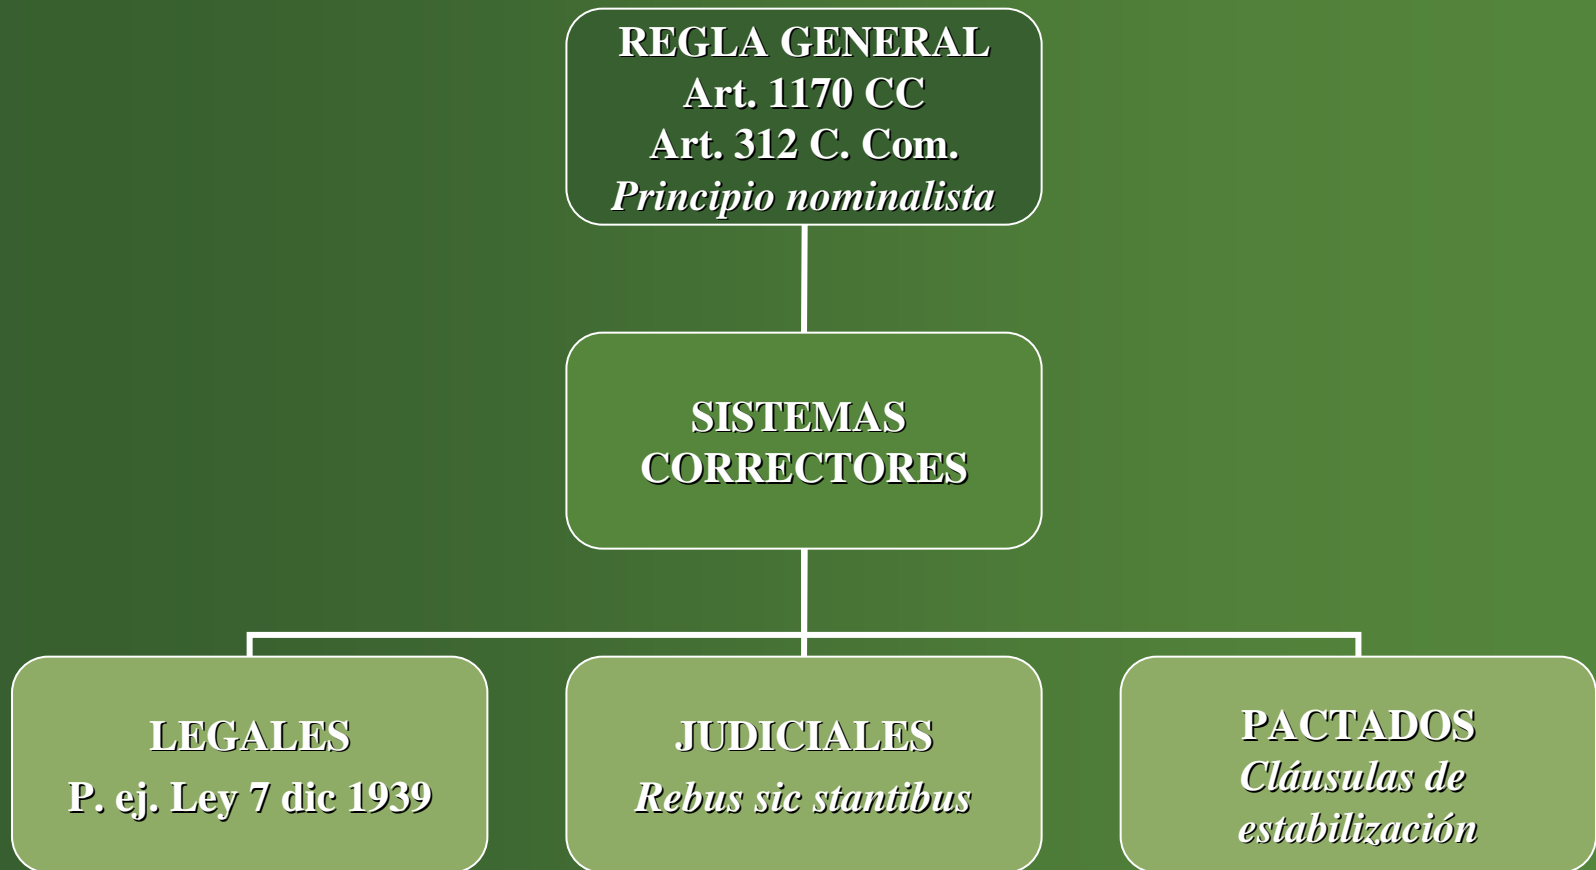 REGLA GENERAL
Art. 1170 CC
Art. 312 C. Com.
Principio nominalista
SISTEMAS
CORRECTORES
LEGALES
P. ej. Ley 7 dic 1939
JUDICIALES
Rebus sic stantibus
PACTADOS
Cláusulas de
estabilización